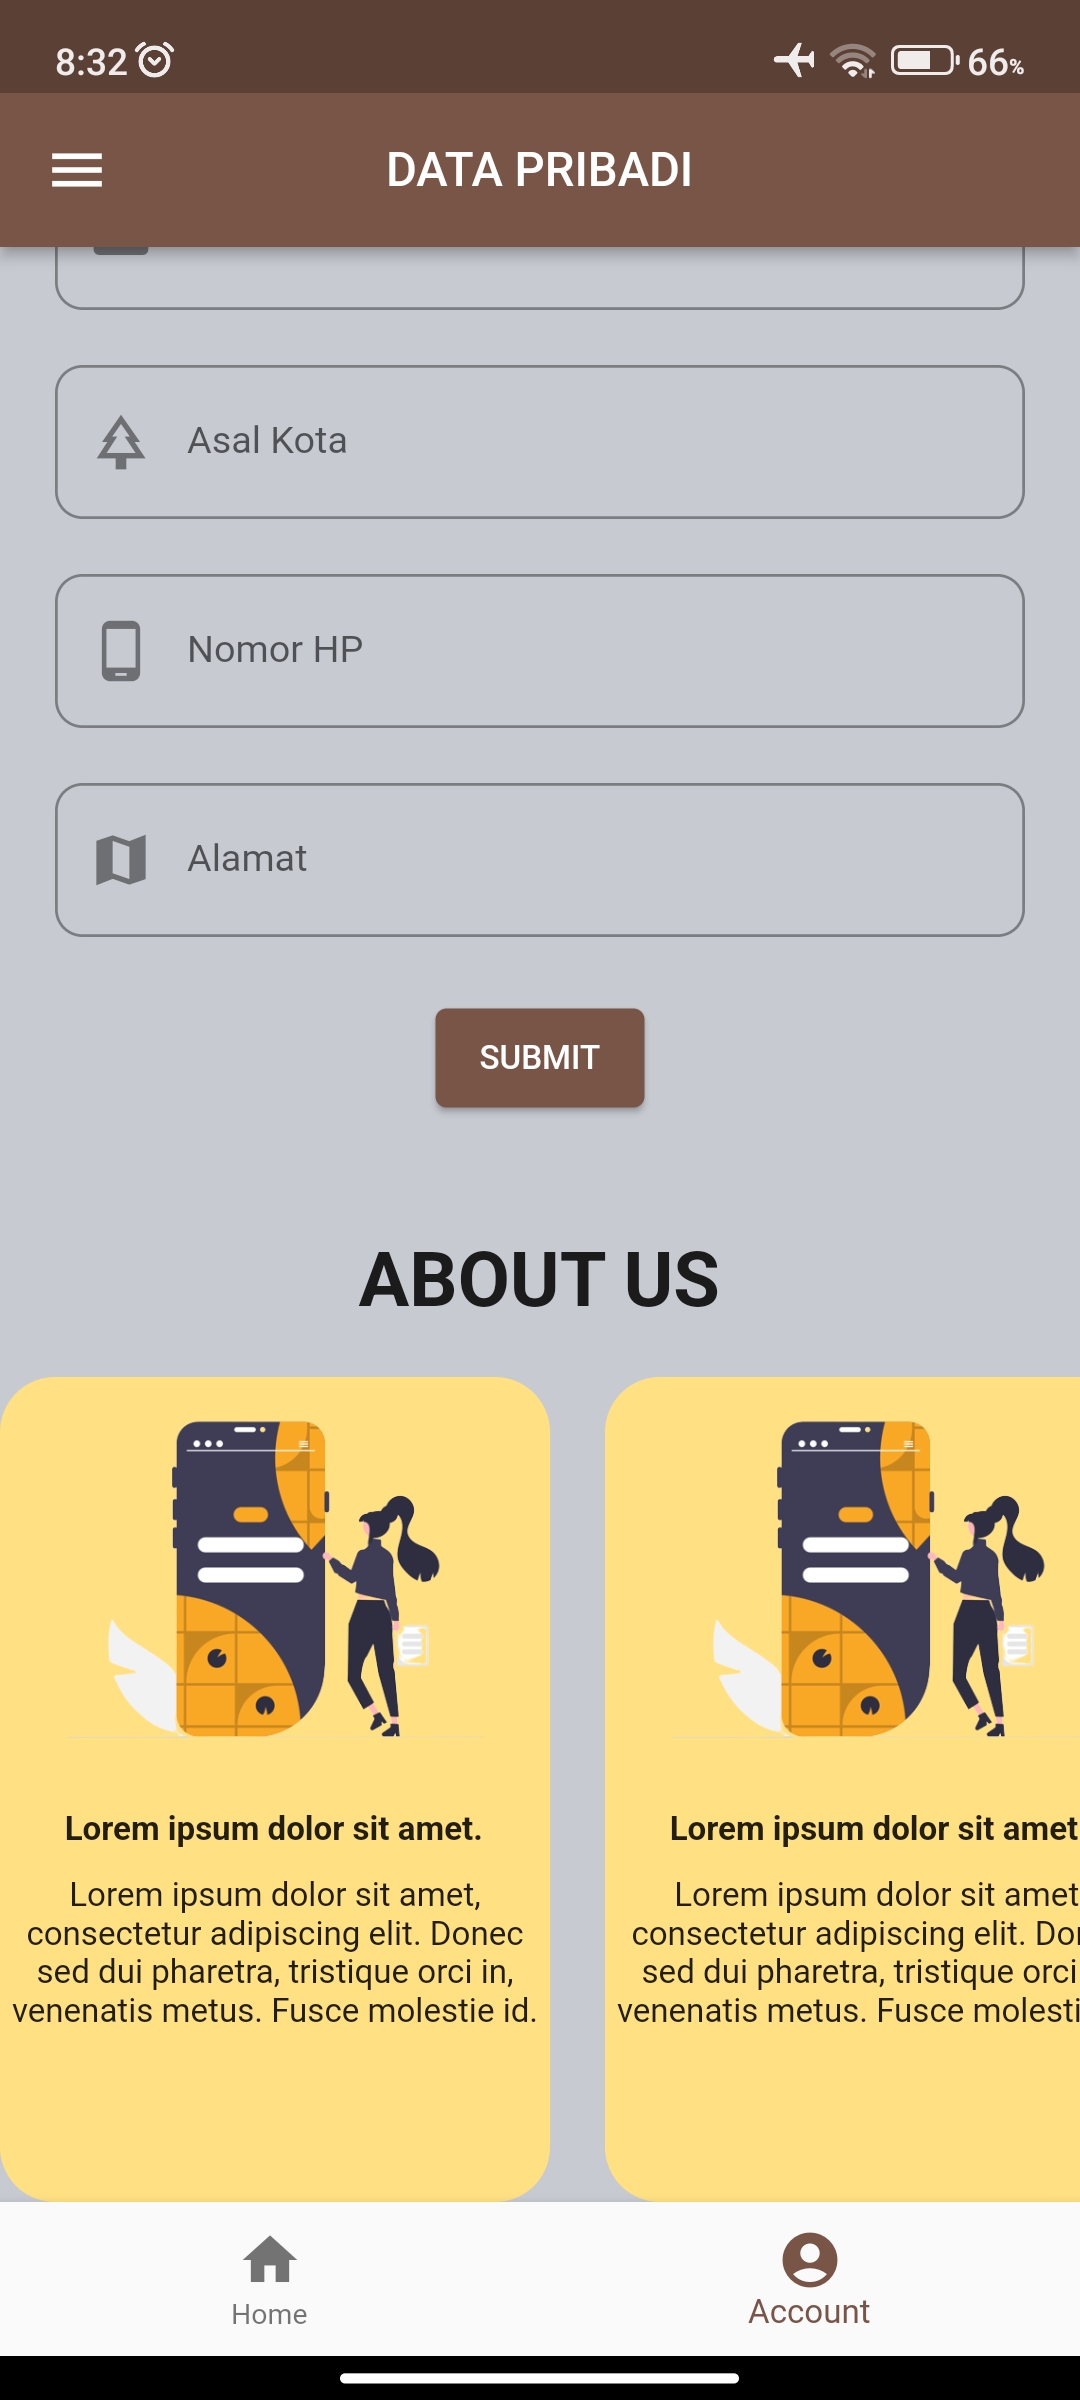 8:32
66%
DATA PRIBADI
Asal Kota
Nomor HP
Alamat
SUBMIT
ABOUT US
Lorem ipsum dolor sit amet.
Lorem ipsum dolor sit amet,
consectetur adipiscing elit. Donec
sed dui pharetra, tristique orci in,
venenatis metus. Fusce molestie id.
Lorem ipsum dolor sit amet
Lorem ipsum dolor sit amet
consectetur adipiscing elit. Dor
sed dui pharetra, tristique orci
venenatis metus. Fusce molesti
Home
Account